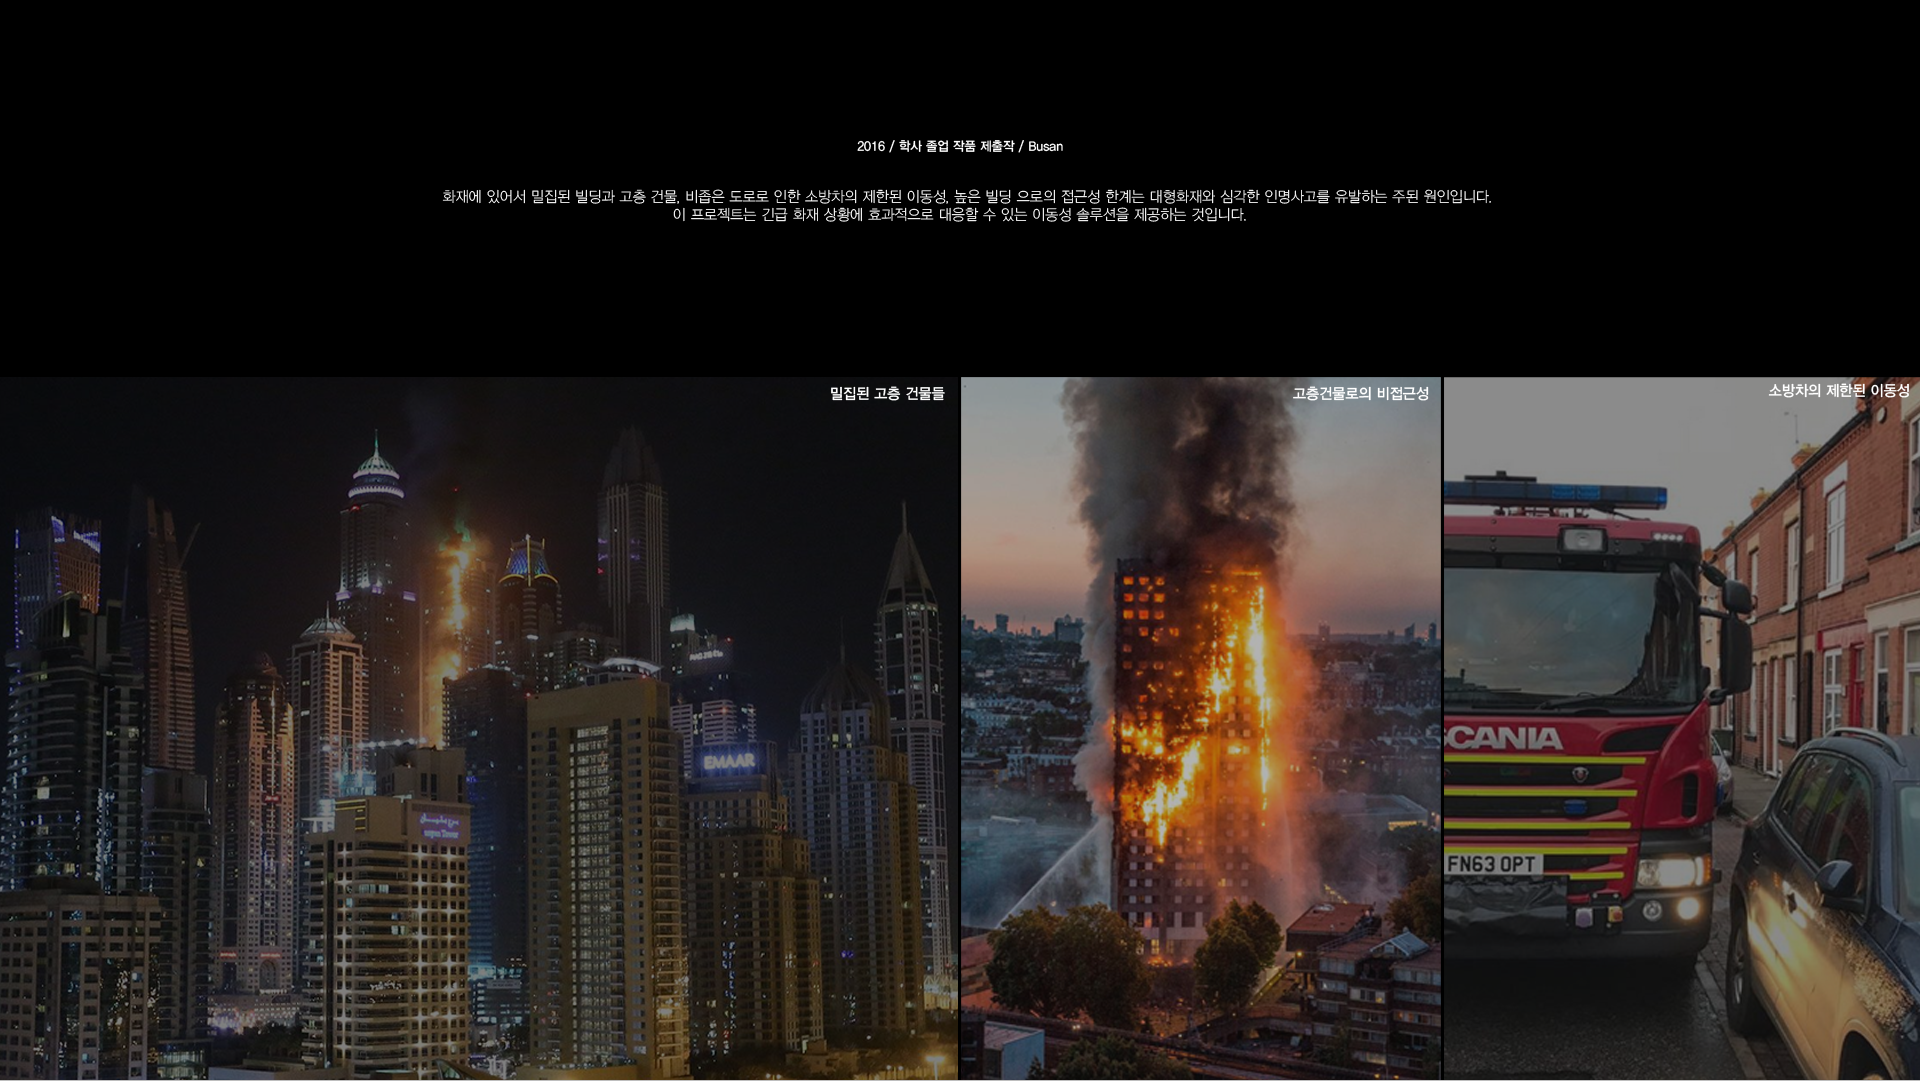 2016 / 학사 졸업 작품 제출작 / Busan
화재에 있어서 밀집된 빌딩과 고층 건물, 비좁은 도로로 인한 소방차의 제한된 이동성, 높은 빌딩 으로의 접근성 한계는 대형화재와 심각한 인명사고를 유발하는 주된 원인입니다.
이 프로젝트는 긴급 화재 상황에 효과적으로 대응할 수 있는 이동성 솔루션을 제공하는 것입니다.
밀집된 고층 건물들
고층건물로의 비접근성
소방차의 제한된 이동성
EMAAR
CANIA
FN63 OPT